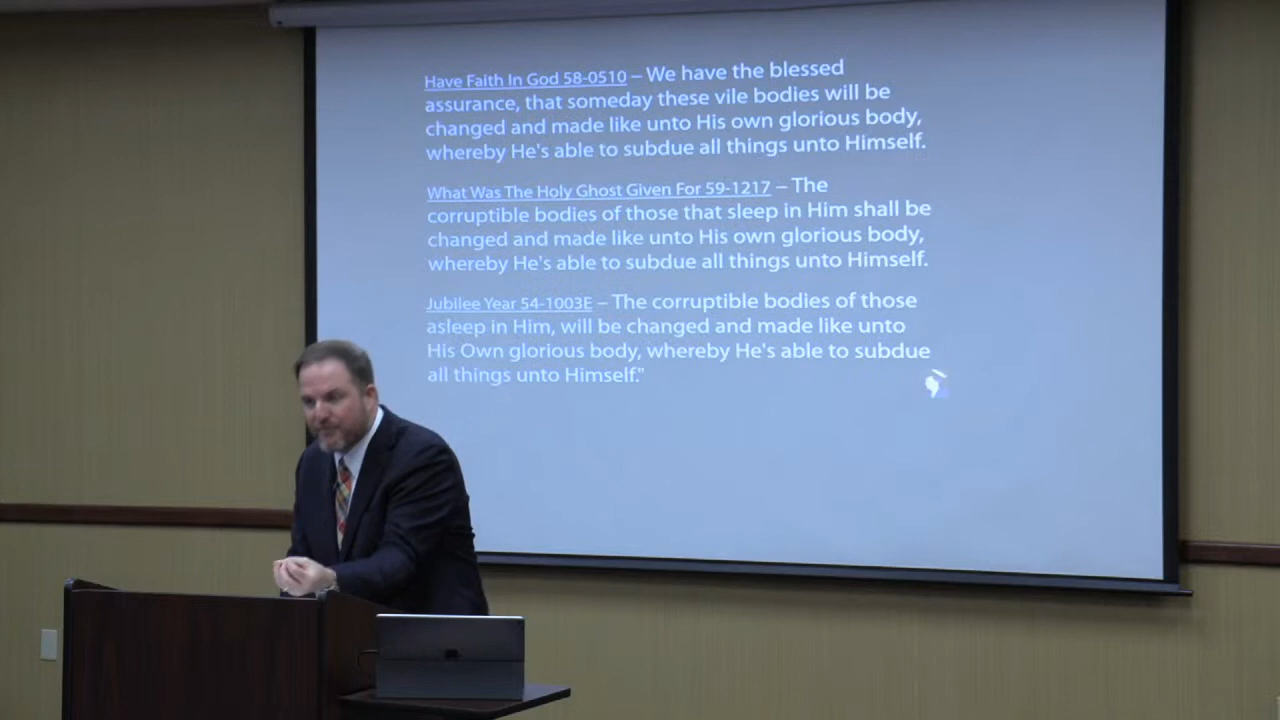 Have Faith In God 58-0510 – We have the blessed
assurance, that someday these vile bodies will be
changed and made like unto His own glorious body,
whereby He's able to subdue all things unto Himself.
What Was The Holy Ghost Given For 59-1217 – The
corruptible bodies of those that sleep in Him shall be
changed and made like unto His own glorious body,
whereby He's able to subdue all things unto Himself.
Jubilee Year 54-1003E – The corruptible bodies of those
asleep in Him, will be changed and made like unto
His Own glorious body, whereby He's able to subdue
all things unto Himself."